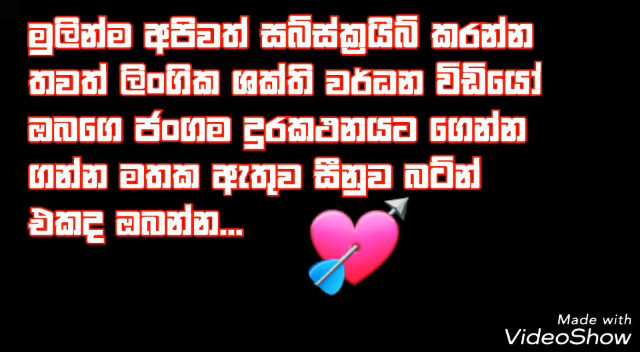 මුලින්ම අපිවත් සබ්ස්ක්‍රයිබ් කරන්න
තවත් ලිංගික ශක්ති වර්ධන විඩියෝ
ඔබගෙ ජංගම දුරකථනයට ගෙන්න
ගන්න මතක ඇතුව සීනුව බටින්
එකද ඔබන්න...
Made with
VideoShow